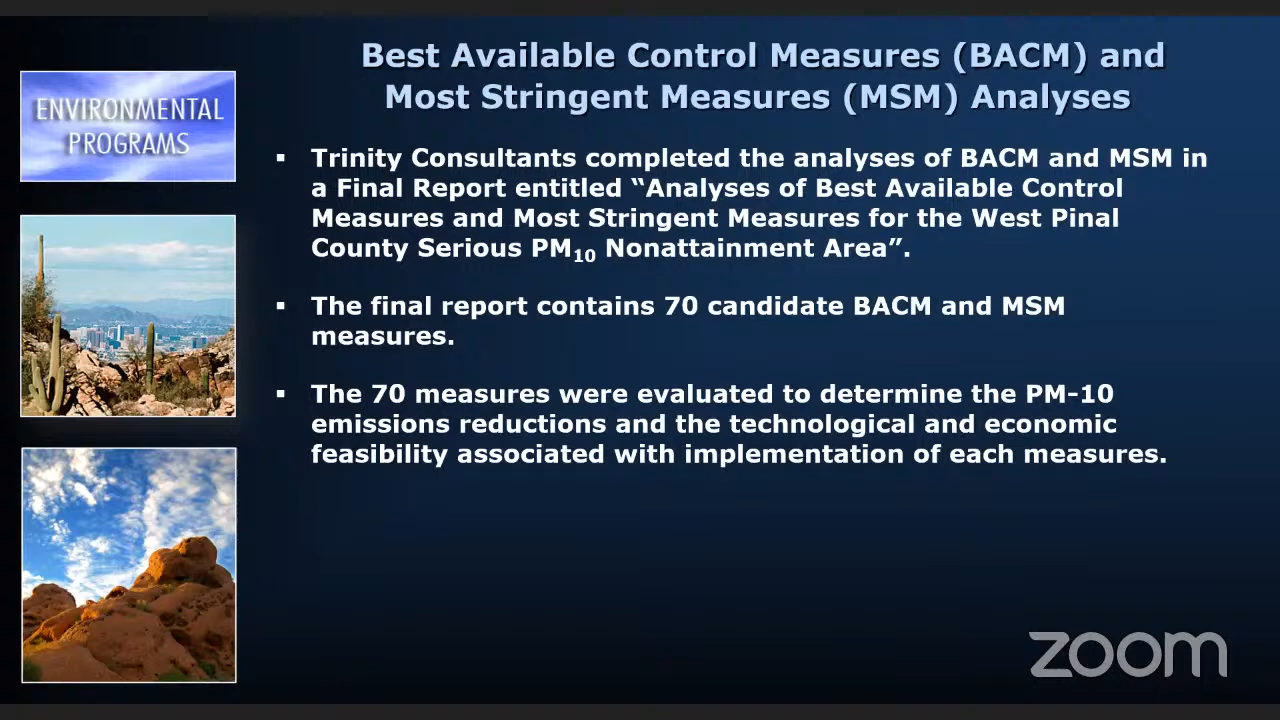 Best Available Control Measures (BACM) and
Most Stringent Measures (MSM) Analyses
ENVIRONMENTAL
PROGRAMS
▪ Trinity Consultants completed the analyses of BACM and MSM in
a Final Report entitled “Analyses of Best Available Control
Measures and Most Stringent Measures for the West Pinal
County Serious PM₁₀ Nonattainment Area”.
▪ The final report contains 70 candidate BACM and MSM
measures.
▪ The 70 measures were evaluated to determine the PM-10
emissions reductions and the technological and economic
feasibility associated with implementation of each measures.
zoom